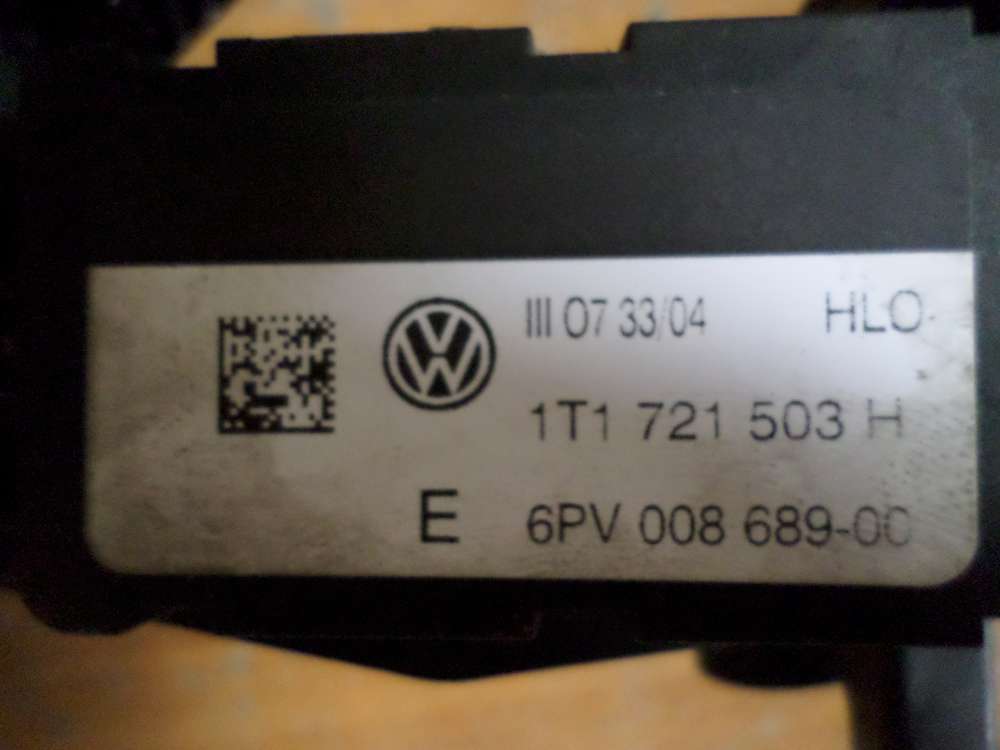 III 07 33/04 HLO
1T1 721 503 H
E 6PV 008 689-00